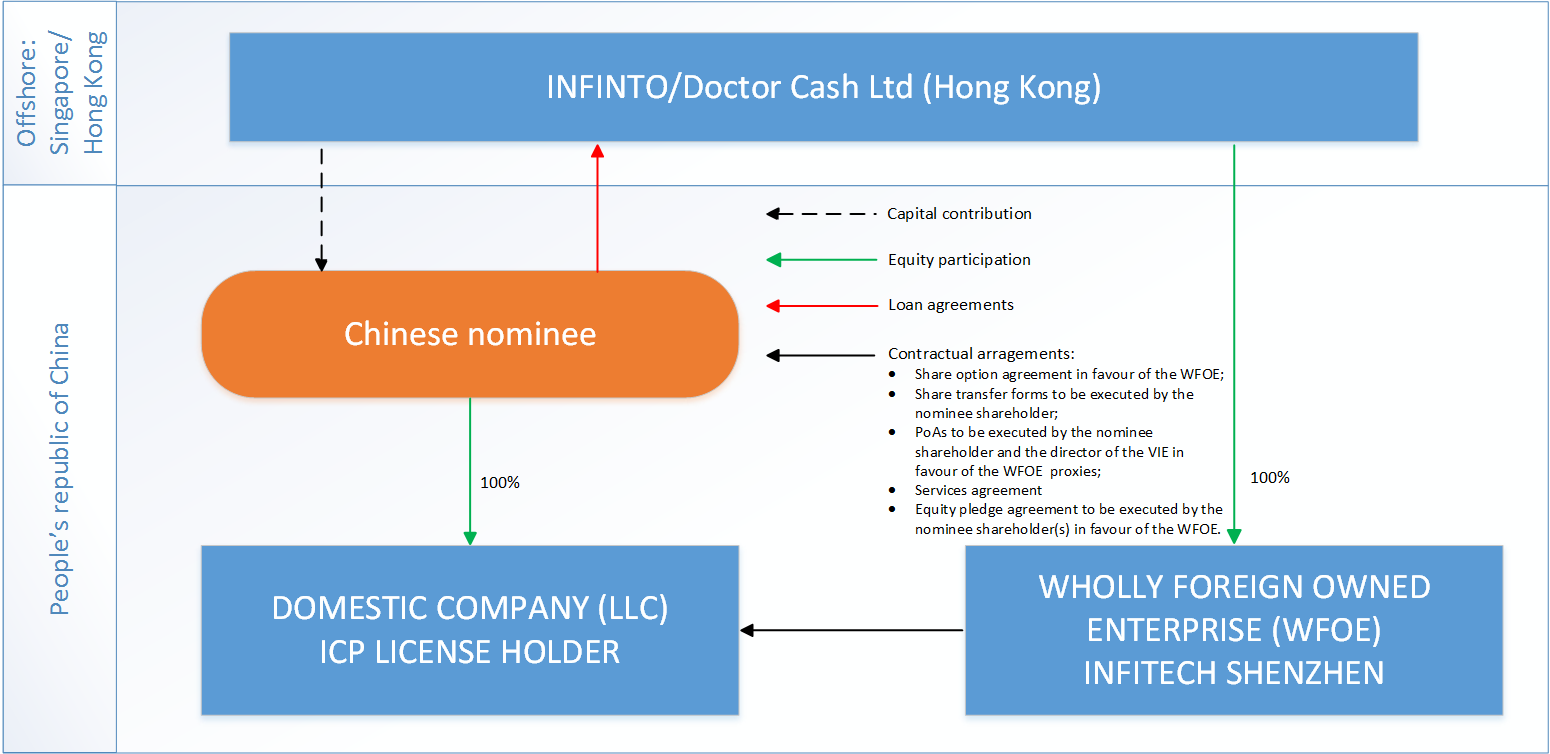 Offshore:
Singapore/
Hong Kong
INFINTO/Doctor Cash Ltd (Hong Kong)
People's republic of China
Chinese nominee
Capital contribution
Equity participation
Loan agreements
Contractual arragements:
• Share option agreement in favour of the WFOE;
• Share transfer forms to be executed by the
nominee shareholder;
• PoAs to be executed by the nominee
shareholder and the director of the VIE in
favour of the WFOE proxies;
• Services agreement
• Equity pledge agreement to be executed by the
nominee shareholder(s) in favour of the WFOE.
100%
100%
DOMESTIC COMPANY (LLC)
ICP LICENSE HOLDER
WHOLLY FOREIGN OWNED
ENTERPRISE (WFOE)
INFITECH SHENZHEN